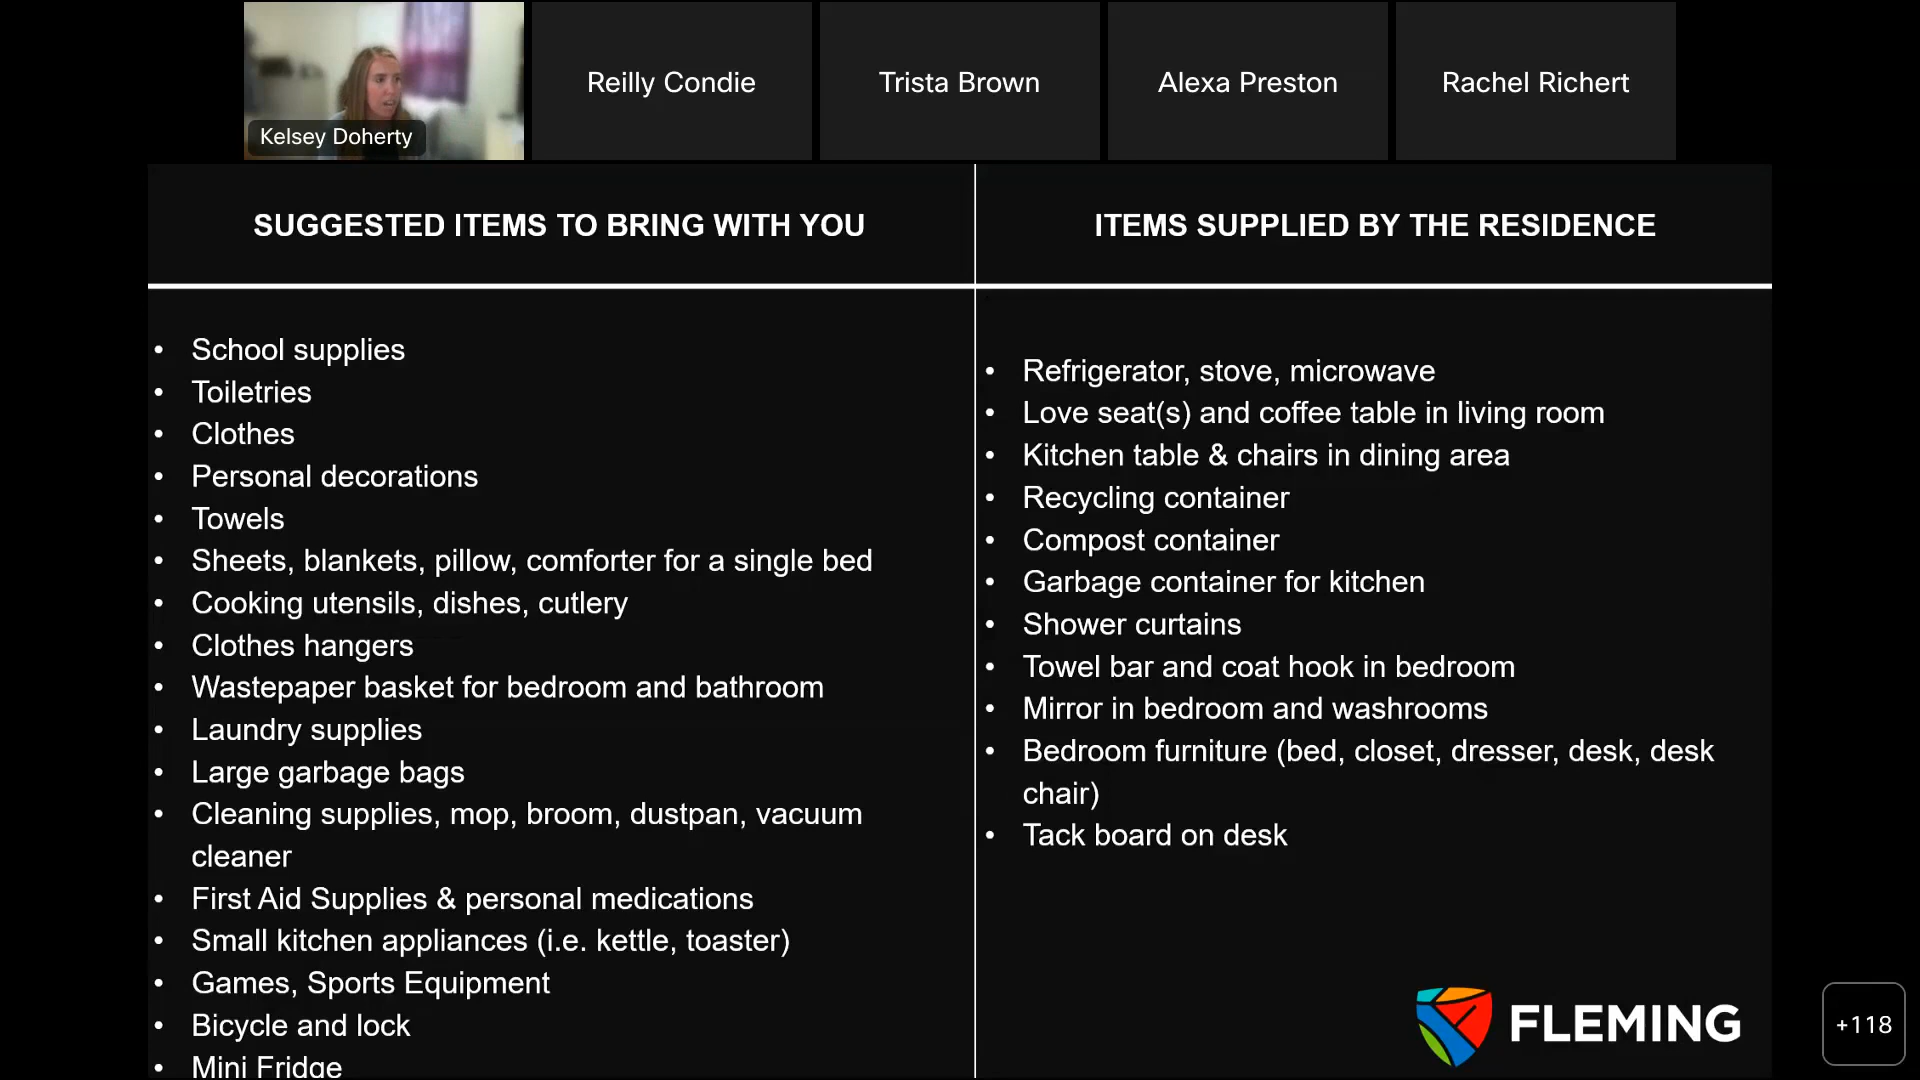 Kelsey Doherty
Reilly Condie
Trista Brown
Alexa Preston
Rachel Richert
SUGGESTED ITEMS TO BRING WITH YOU
• School supplies
• Toiletries
• Clothes
• Personal decorations
• Towels
• Sheets, blankets, pillow, comforter for a single bed
• Cooking utensils, dishes, cutlery
• Clothes hangers
• Wastepaper basket for bedroom and bathroom
• Laundry supplies
• Large garbage bags
• Cleaning supplies, mop, broom, dustpan, vacuum
cleaner
• First Aid Supplies & personal medications
• Small kitchen appliances (i.e. kettle, toaster)
• Games, Sports Equipment
• Bicycle and lock
• Mini Fridge
ITEMS SUPPLIED BY THE RESIDENCE
• Refrigerator, stove, microwave
• Love seat(s) and coffee table in living room
• Kitchen table & chairs in dining area
• Recycling container
• Compost container
• Garbage container for kitchen
• Shower curtains
• Towel bar and coat hook in bedroom
• Mirror in bedroom and washrooms
• Bedroom furniture (bed, closet, dresser, desk, desk
chair)
• Tack board on desk
FLEMING
+118